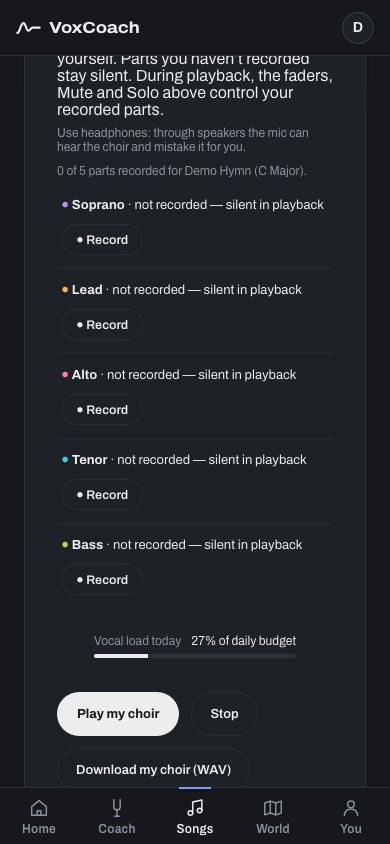 VoxCoach
D
yourself. Parts you haven't recorded
stay silent. During playback, the faders,
Mute and Solo above control your
recorded parts.
Use headphones: through speakers the mic can
hear the choir and mistake it for you.
0 of 5 parts recorded for Demo Hymn (C Major).
Soprano · not recorded — silent in playback
● Record
Lead · not recorded — silent in playback
● Record
Alto · not recorded — silent in playback
● Record
Tenor · not recorded — silent in playback
● Record
Bass · not recorded — silent in playback
● Record
Vocal load today 27% of daily budget
Play my choir Stop
Download my choir (WAV)
Home Coach Songs World You